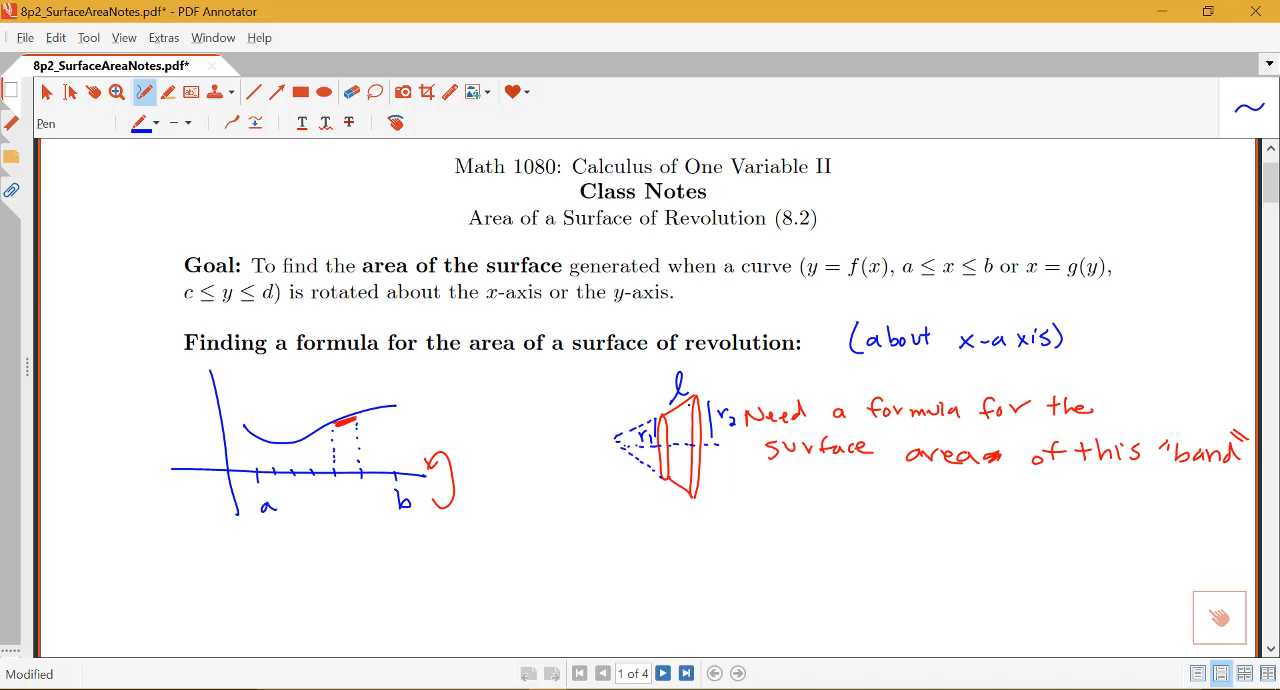 8p2_SurfaceAreaNotes.pdf* - PDF Annotator
File Edit Tool View Extras Window Help
8p2_SurfaceAreaNotes.pdf*
Pen
Math 1080: Calculus of One Variable II
Class Notes
Area of a Surface of Revolution (8.2)
Goal: To find the area of the surface generated when a curve (y = f(x), a ≤ x ≤ b or x = g(y),
c ≤ y ≤ d) is rotated about the x-axis or the y-axis.
Finding a formula for the area of a surface of revolution: (about x-axis)
l
r₁ r₂ Need a formula for the
surface area of this "band"
a b
Modified 1 of 4